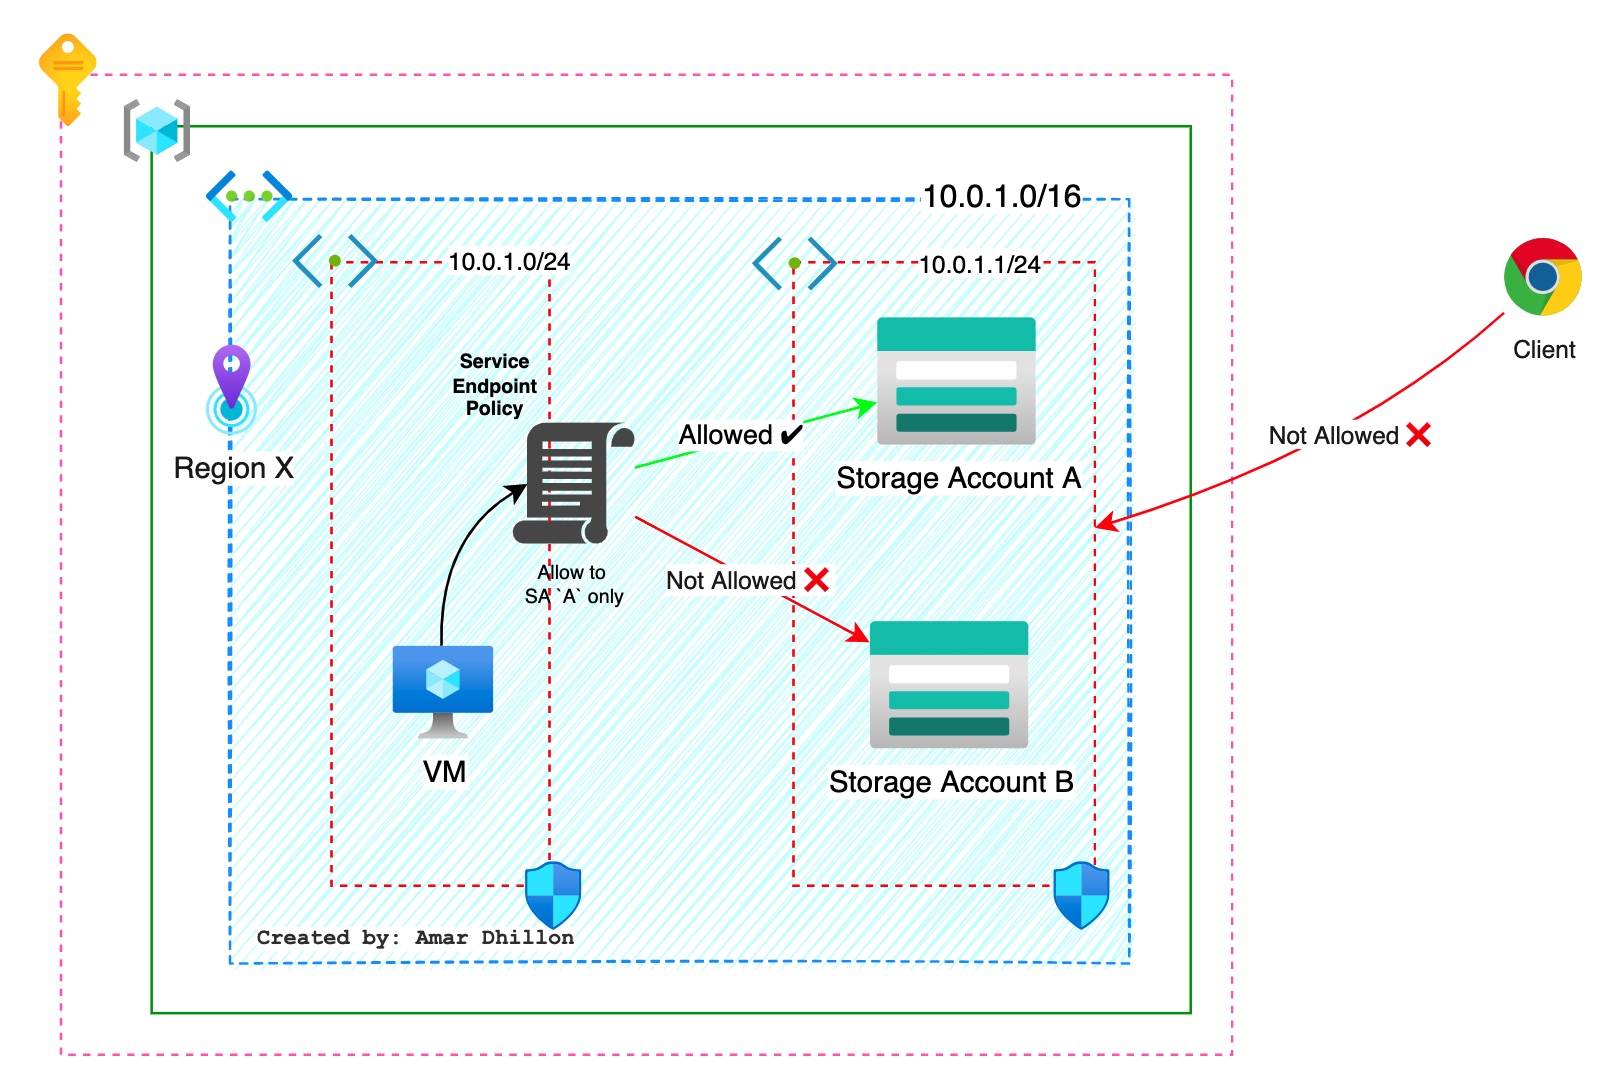 10.0.1.0/16
10.0.1.0/24
10.0.1.1/24
Service
Endpoint
Policy
Region X
Allowed ✔
Storage Account A
Client
Not Allowed ❌
Allow to
SA `A` only
Not Allowed ❌
VM
Storage Account B
Created by: Amar Dhillon